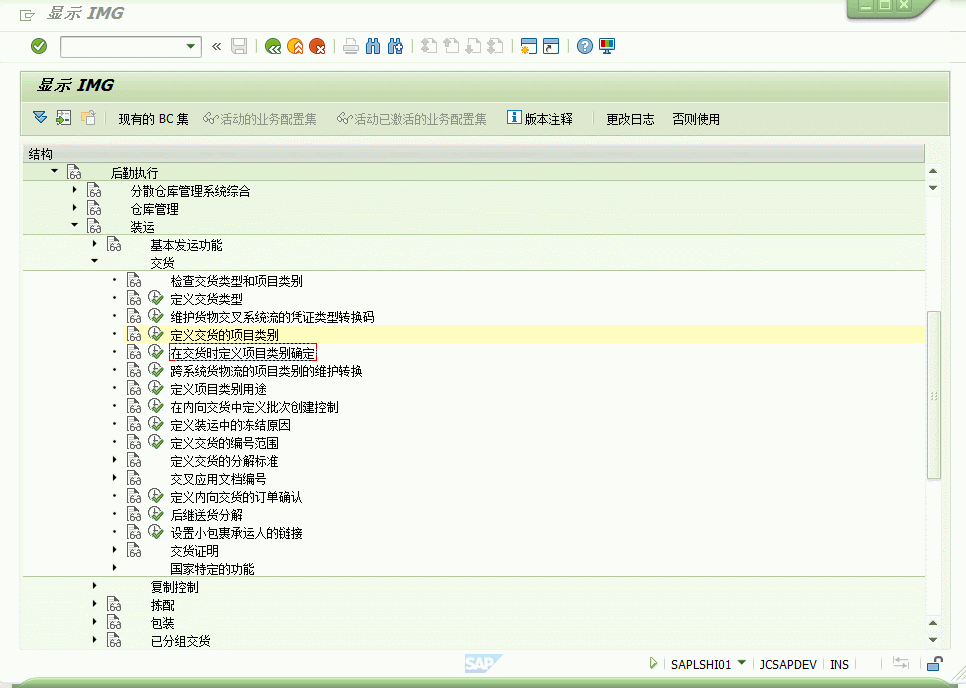 显示 IMG
显示 IMG
现有的 BC 集 活动的业务配置集 活动已激活的业务配置集 版本注释 更改日志 否则使用
结构
后勤执行
分散仓库管理系统综合
仓库管理
装运
基本发运功能
交货
检查交货类型和项目类别
定义交货类型
维护货物交叉系统流的凭证类型转换码
定义交货的项目类别
在交货时定义项目类别确定
跨系统货物流的项目类别的维护转换
定义项目类别用途
在内向交货中定义批次创建控制
定义装运中的冻结原因
定义交货的编号范围
定义交货的分解标准
交叉应用文档编号
定义内向交货的订单确认
后继送货分解
设置小包裹承运人的链接
交货证明
国家特定的功能
复制控制
拣配
包装
已分组交货
SAP SAPLSHI01 JCSAPDEV INS